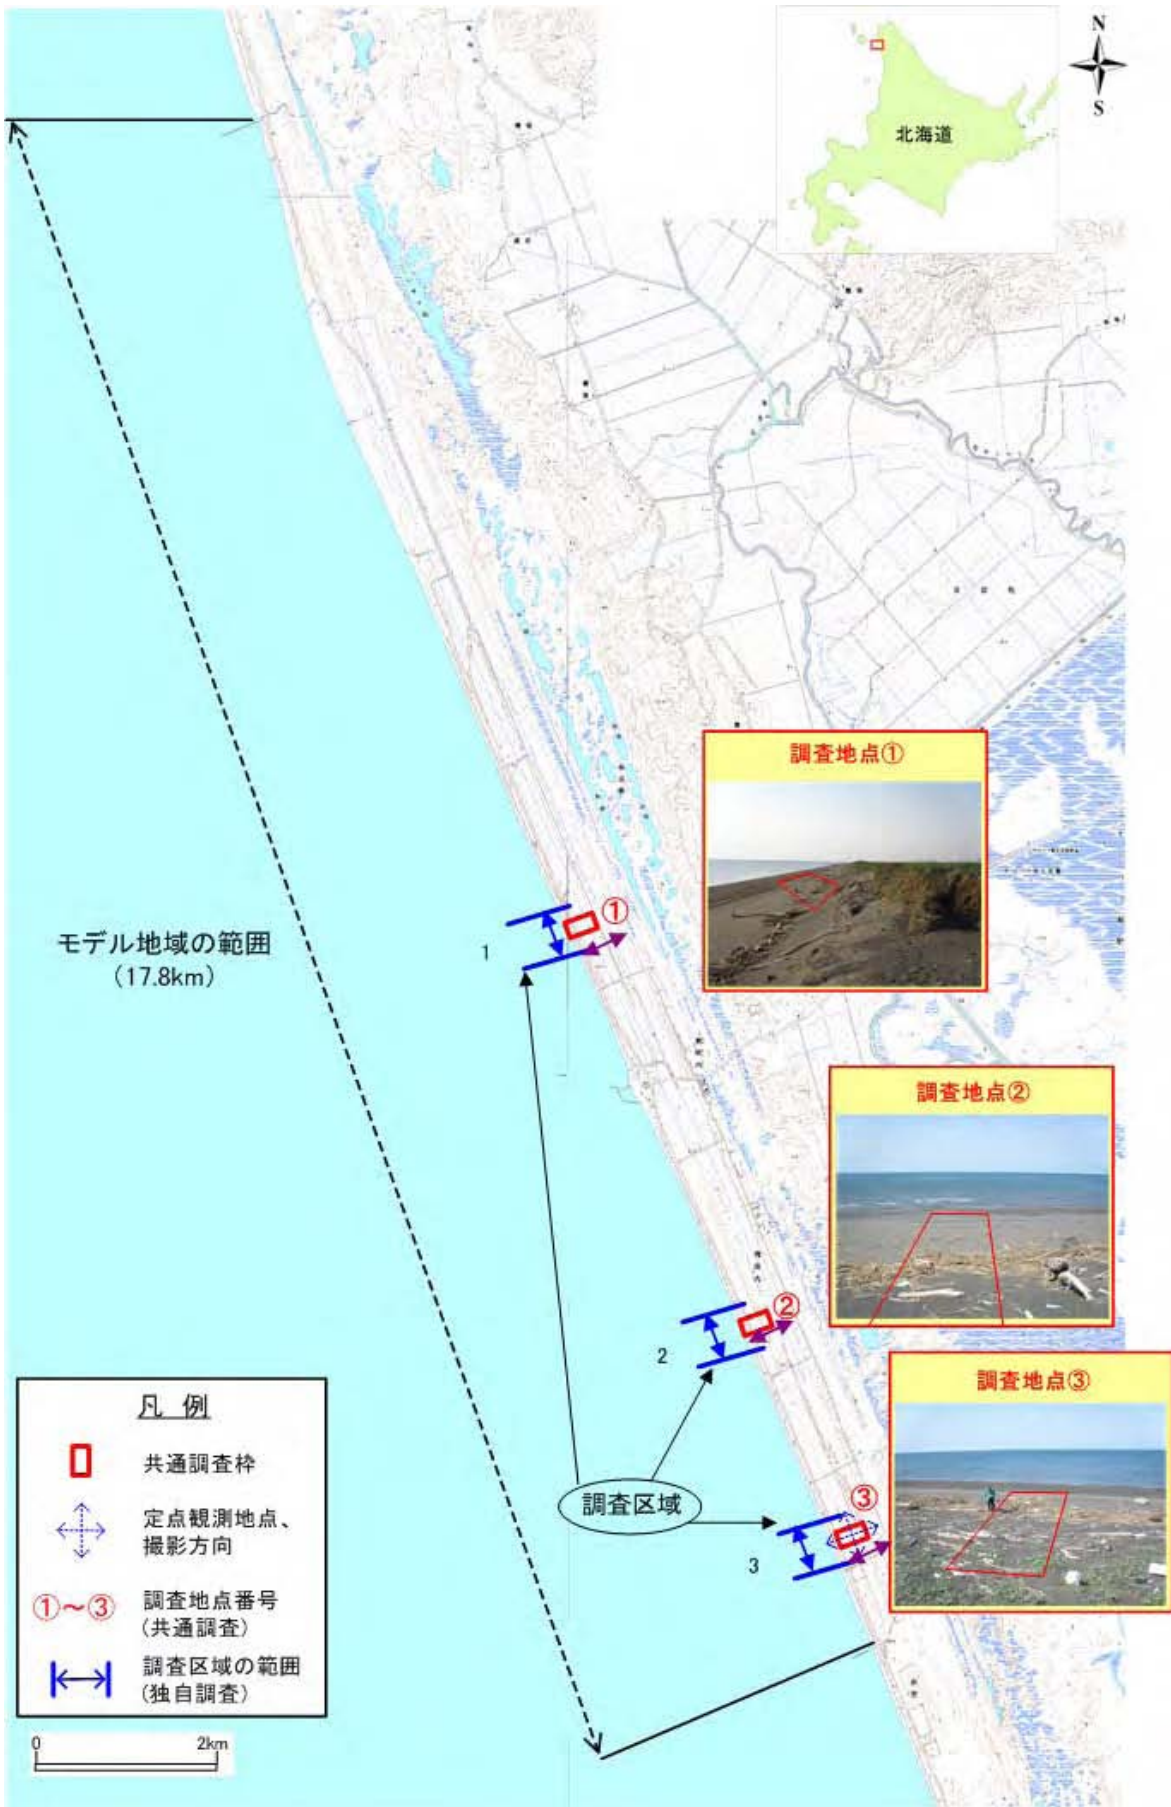 N
S
北海道
モデル地域の範囲
(17.8km)
調査地点①
①
1
調査地点②
②
2
調査地点③
③
3
調査区域
凡 例
共通調査枠
定点観測地点、
撮影方向
①～③
調査地点番号
(共通調査)
調査区域の範囲
(独自調査)
0
2km